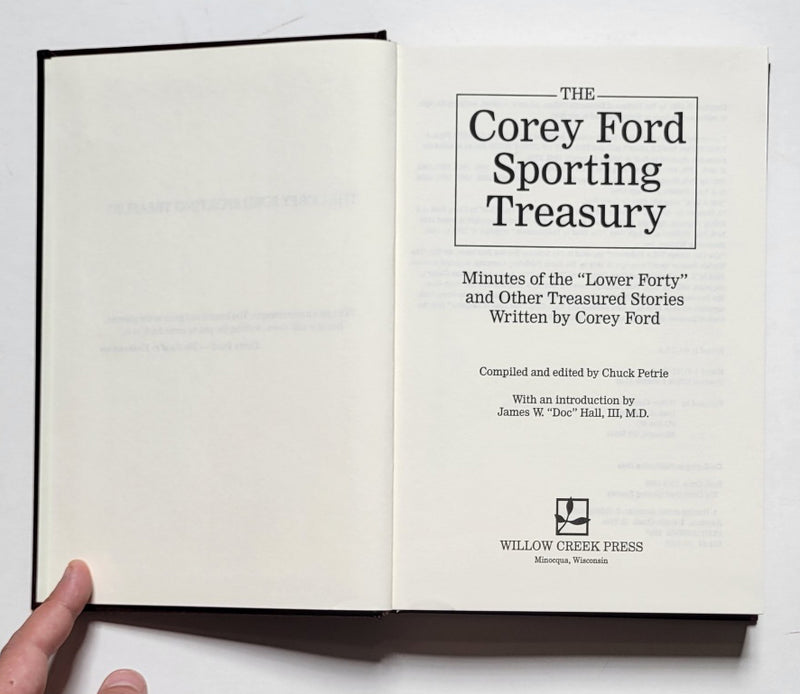 THE
Corey Ford
Sporting
Treasury
Minutes of the “Lower Forty”
and Other Treasured Stories
Written by Corey Ford
Compiled and edited by Chuck Petrie
With an introduction by
James W. “Doc” Hall, III, M.D.
WILLOW CREEK PRESS
Minocqua, Wisconsin